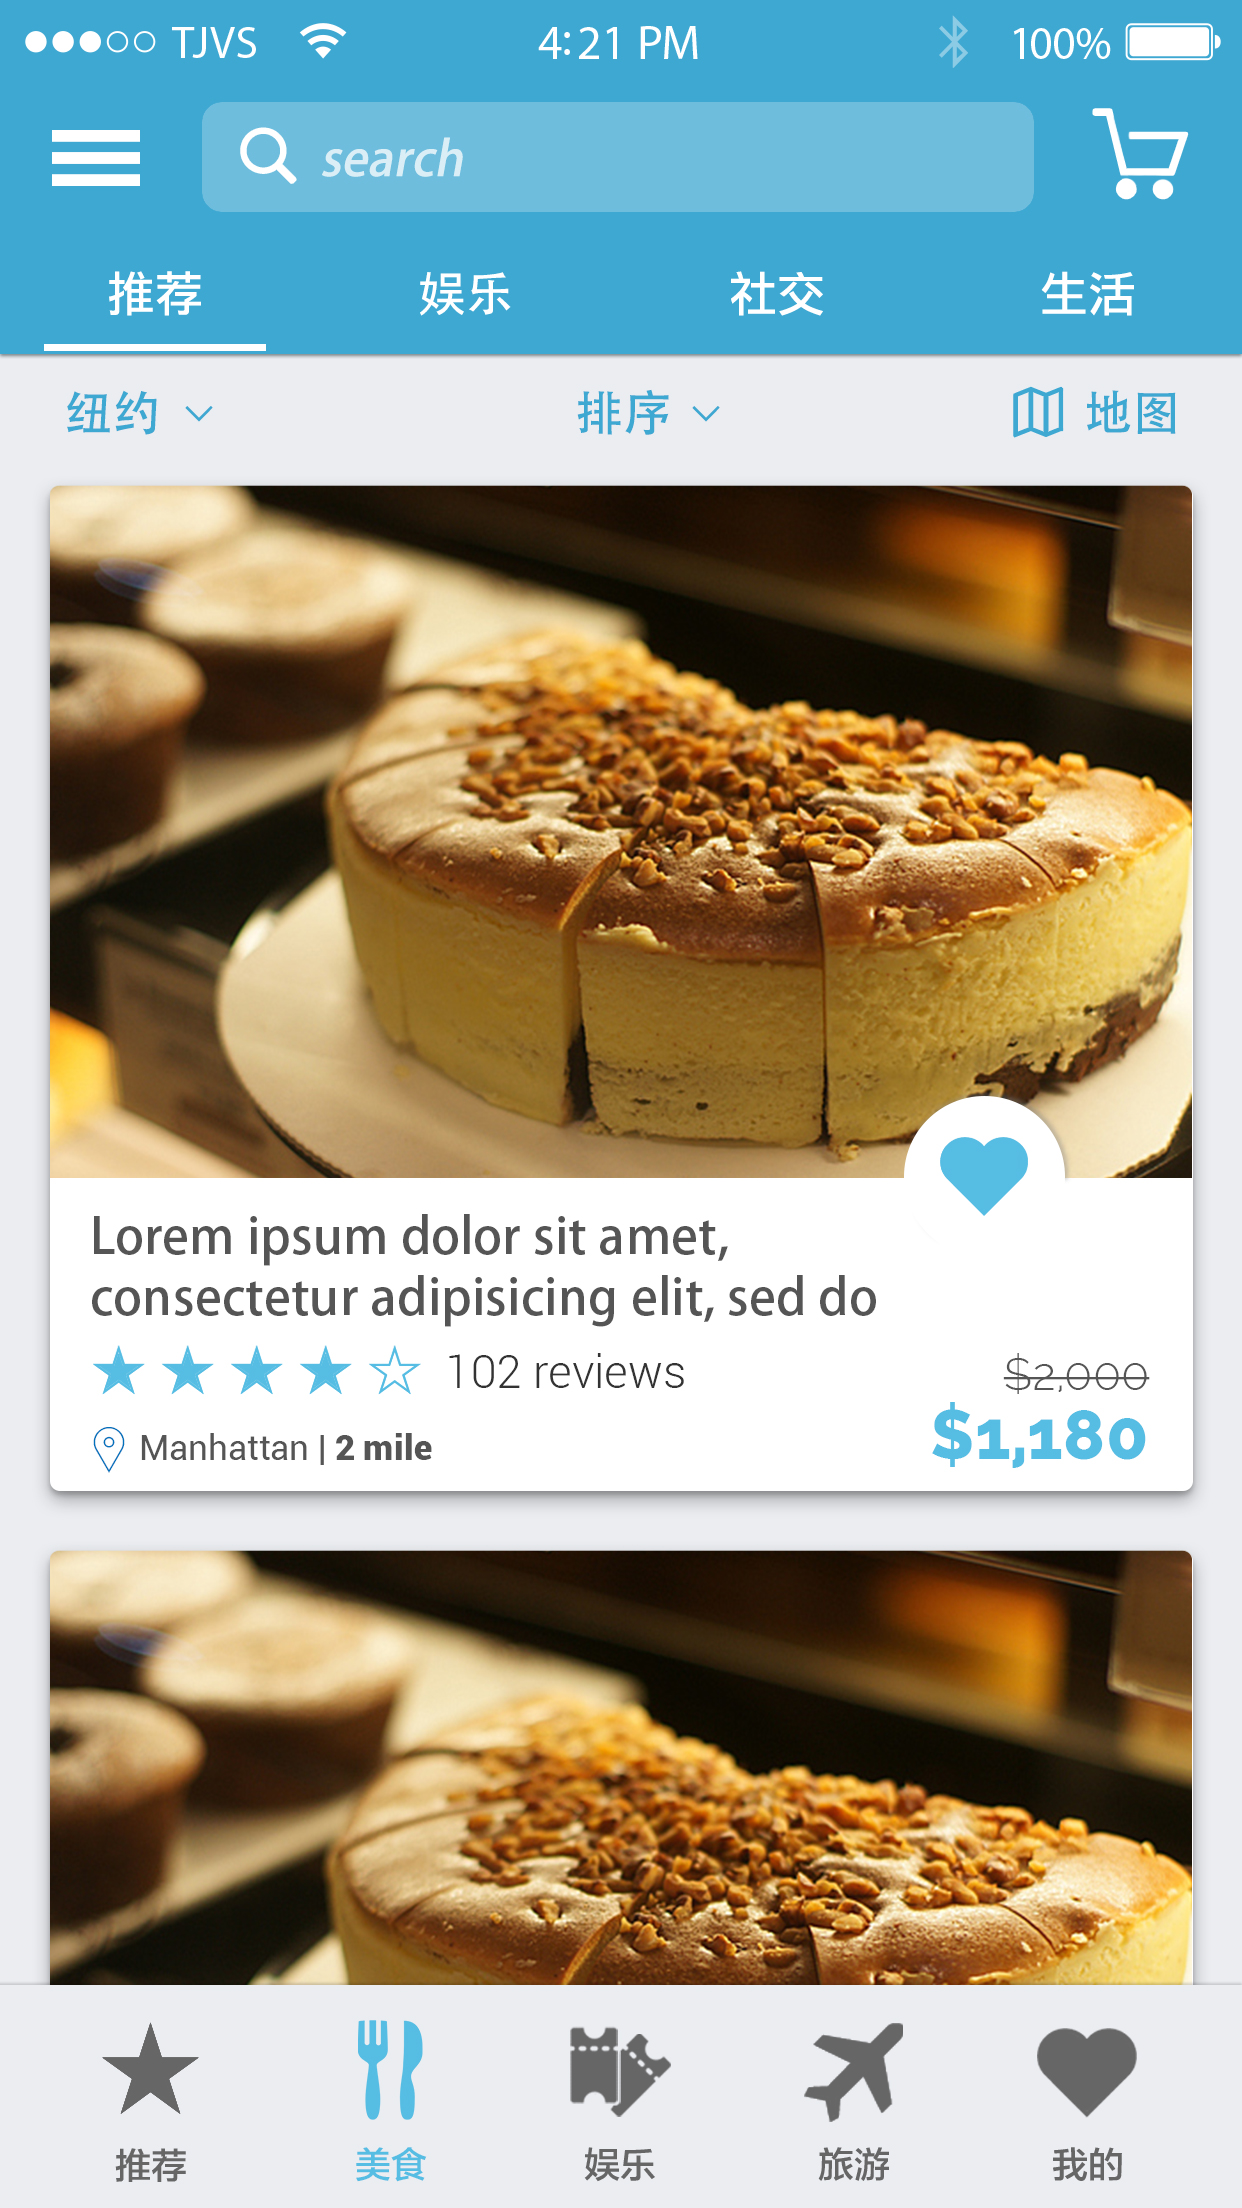 TJVS 4:21 PM 100%
search
推荐 娱乐 社交 生活
纽约 排序 地图
Lorem ipsum dolor sit amet,
consectetur adipisicing elit, sed do
102 reviews
$2,000
Manhattan | 2 mile
$1,180
推荐 美食 娱乐 旅游 我的